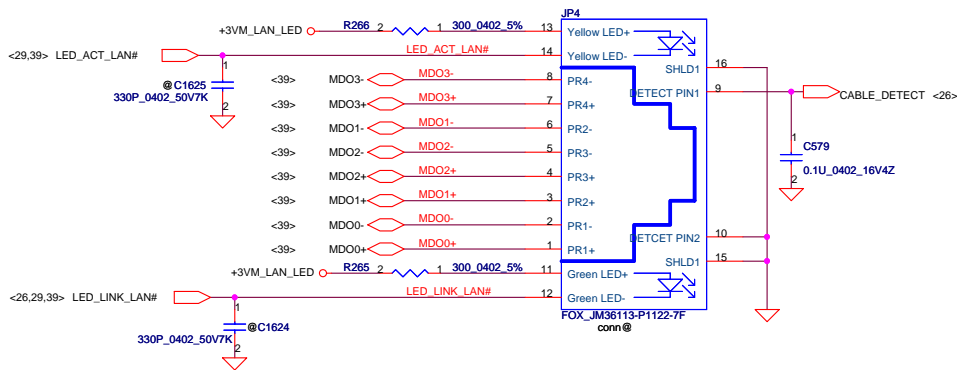 JP4
+3VM_LAN_LED R266 2 1 300_0402_5% 13 Yellow LED+
<29,39> LED_ACT_LAN# LED_ACT_LAN# 14 Yellow LED-
1 @ C1625 330P_0402_50V7K 2
<39> MDO3- MDO3- 8 PR4-
<39> MDO3+ MDO3+ 7 PR4+
<39> MDO1- MDO1- 6 PR2-
<39> MDO2- MDO2- 5 PR3-
<39> MDO2+ MDO2+ 4 PR3+
<39> MDO1+ MDO1+ 3 PR2+
<39> MDO0- MDO0- 2 PR1-
<39> MDO0+ MDO0+ 1 PR1+
SHLD1 16
DETECT PIN1 9 CABLE_DETECT <26>
1 C579 0.1U_0402_16V4Z 2
DETCET PIN2 10
SHLD1 15
+3VM_LAN_LED R265 2 1 300_0402_5% 11 Green LED+
<26,29,39> LED_LINK_LAN# LED_LINK_LAN# 12 Green LED-
1 @C1624 330P_0402_50V7K 2
FOX_JM36113-P1122-7F
conn@